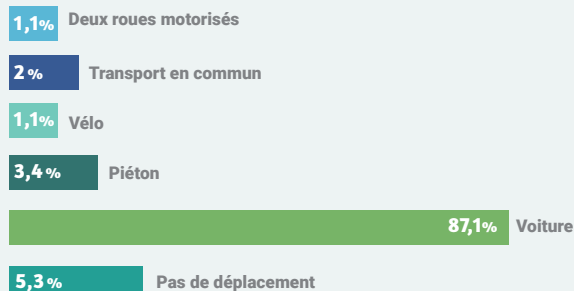 1,1% Deux roues motorisés
2% Transport en commun
1,1% Vélo
3,4% Piéton
87,1% Voiture
5,3% Pas de déplacement